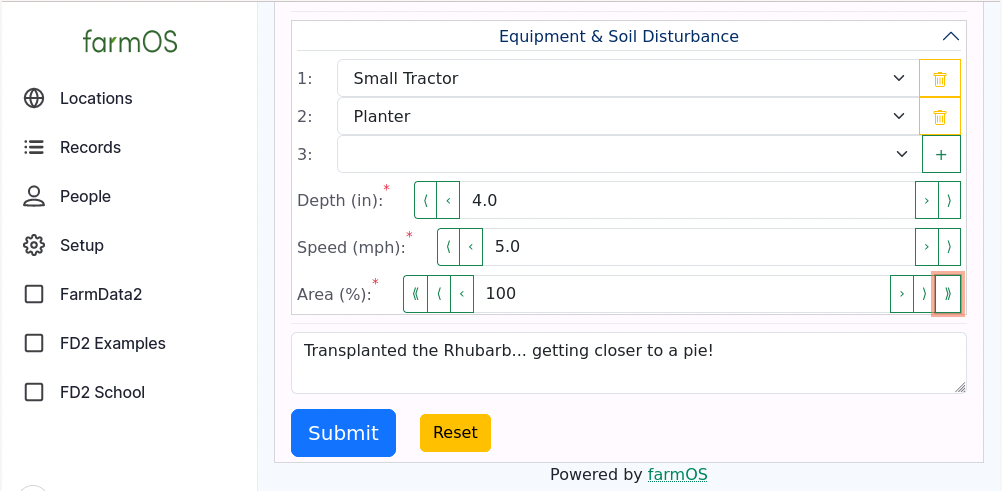 farmOS
Locations
Records
People
Setup
FarmData2
FD2 Examples
FD2 School
Equipment & Soil Disturbance
1: Small Tractor
2: Planter
3: +
Depth (in):* ⟨ ‹ 4.0 › ⟩
Speed (mph):* ⟨ ‹ 5.0 › ⟩
Area (%):* ⟪ ⟨ ‹ 100 › ⟩ ⟫
Transplanted the Rhubarb... getting closer to a pie!
Submit Reset
Powered by farmOS